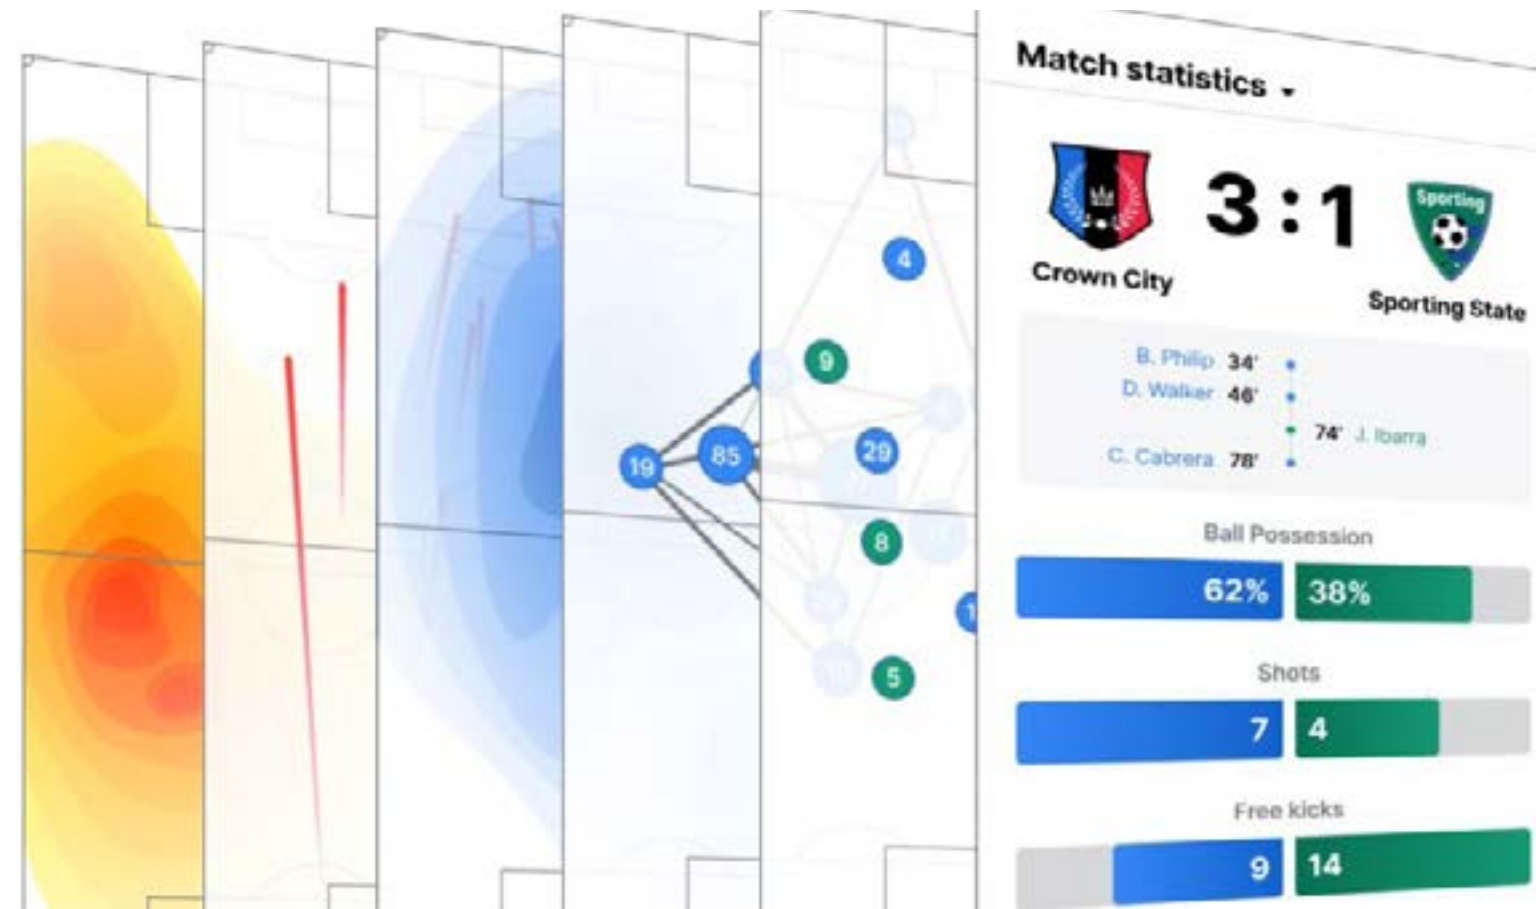 Match statistics
3 : 1
Sporting
Crown City
Sporting State
B. Philip 34'
D. Walker 46'
74' J. Ibarra
C. Cabrera 78'
Ball Possession
62% 38%
Shots
7 4
Free kicks
9 14
4
9
29
19
85
8
5